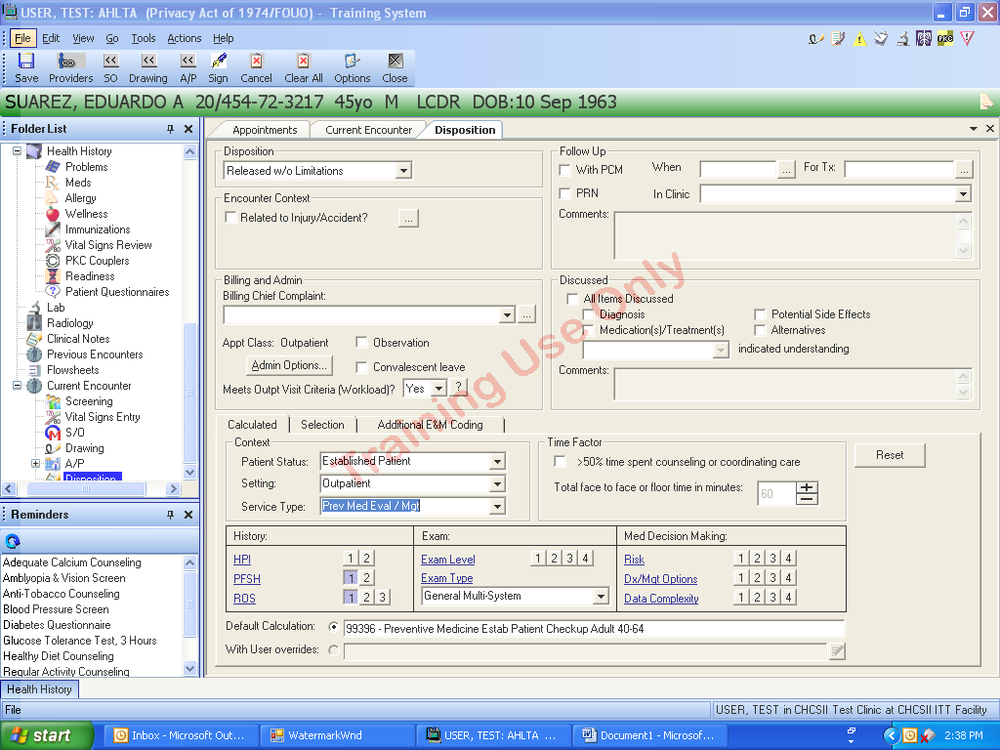 USER, TEST: AHLTA (Privacy Act of 1974/FOUO) - Training System
File Edit View Go Tools Actions Help
PKC
Save Providers SO Drawing A/P Sign Cancel Clear All Options Close
SUAREZ, EDUARDO A 20/454-72-3217 45yo M LCDR DOB:10 Sep 1963
Folder List
Health History
Problems
Meds
Allergy
Wellness
Immunizations
Vital Signs Review
PKC Couplers
Readiness
Patient Questionnaires
Lab
Radiology
Clinical Notes
Previous Encounters
Flowsheets
Current Encounter
Screening
Vital Signs Entry
S/O
Drawing
A/P
Disposition
Reminders
Adequate Calcium Counseling
Amblyopia & Vision Screen
Anti-Tobacco Counseling
Blood Pressure Screen
Diabetes Questionnaire
Glucose Tolerance Test, 3 Hours
Healthy Diet Counseling
Regular Activity Counseling
Health History
Appointments Current Encounter Disposition
Disposition
Released w/o Limitations
Encounter Context
Related to Injury/Accident? ...
Follow Up
With PCM When ... For Tx: ...
PRN In Clinic
Comments:
Billing and Admin
Billing Chief Complaint:
...
Appt Class: Outpatient Observation
Admin Options... Convalescent leave
Meets Outpt Visit Criteria (Workload)? Yes ?
Discussed
All Items Discussed
Diagnosis Potential Side Effects
Medication(s)/Treatment(s) Alternatives
indicated understanding
Comments:
Training Use Only
Calculated Selection Additional E&M Coding
Context
Patient Status: Established Patient
Setting: Outpatient
Service Type: Prev Med Eval / Mgt
Time Factor
>50% time spent counseling or coordinating care
Total face to face or floor time in minutes: 60
Reset
History: Exam: Med Decision Making:
HPI 1 2 Exam Level 1 2 3 4 Risk 1 2 3 4
PFSH 1 2 Exam Type Dx/Mgt Options 1 2 3 4
ROS 1 2 3 General Multi-System Data Complexity 1 2 3 4
Default Calculation: 99396 - Preventive Medicine Estab Patient Checkup Adult 40-64
With User overrides:
File USER, TEST in CHCSII Test Clinic at CHCSII ITT Facility
start Inbox - Microsoft Out... WatermarkWnd USER, TEST: AHLTA ... Document1 - Microsof... 2:38 PM